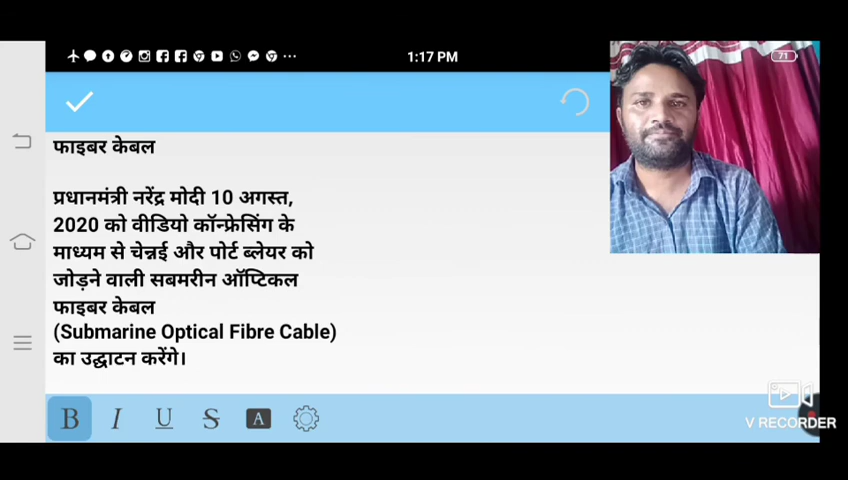 1:17 PM
71
फाइबर केबल
प्रधानमंत्री नरेंद्र मोदी 10 अगस्त,
2020 को वीडियो कॉन्फ्रेसिंग के
माध्यम से चेन्नई और पोर्ट ब्लेयर को
जोड़ने वाली सबमरीन ऑप्टिकल
फाइबर केबल
(Submarine Optical Fibre Cable)
का उद्घाटन करेंगे।
B I U S A
V RECORDER